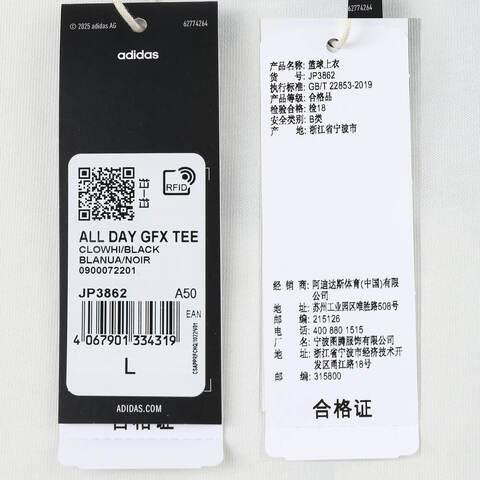 © 2025 adidas AG
62774264
adidas
RFID
ALL DAY GFX TEE
CLOWHI/BLACK
BLANUA/NOIR
0900072201
JP3862
A50
EAN
4 067901 334319
L
ADIDAS.COM
合格证
62774264
产品名称: 篮球上衣
货 号: JP3862
执行标准: GB/T 22853-2019
产品等级: 合格品
检验合格: 检18
安全类别: B类
产 地: 浙江省宁波市
经 销 商: 阿迪达斯体育(中国)有限
公司
地 址: 苏州工业园区唯胜路508号
邮 编: 215126
电 话: 400 880 1515
厂 名: 宁波图腾服饰有限公司
地 址: 浙江省宁波市经济技术开
发区甬江路18号
邮 编: 315800
合格证